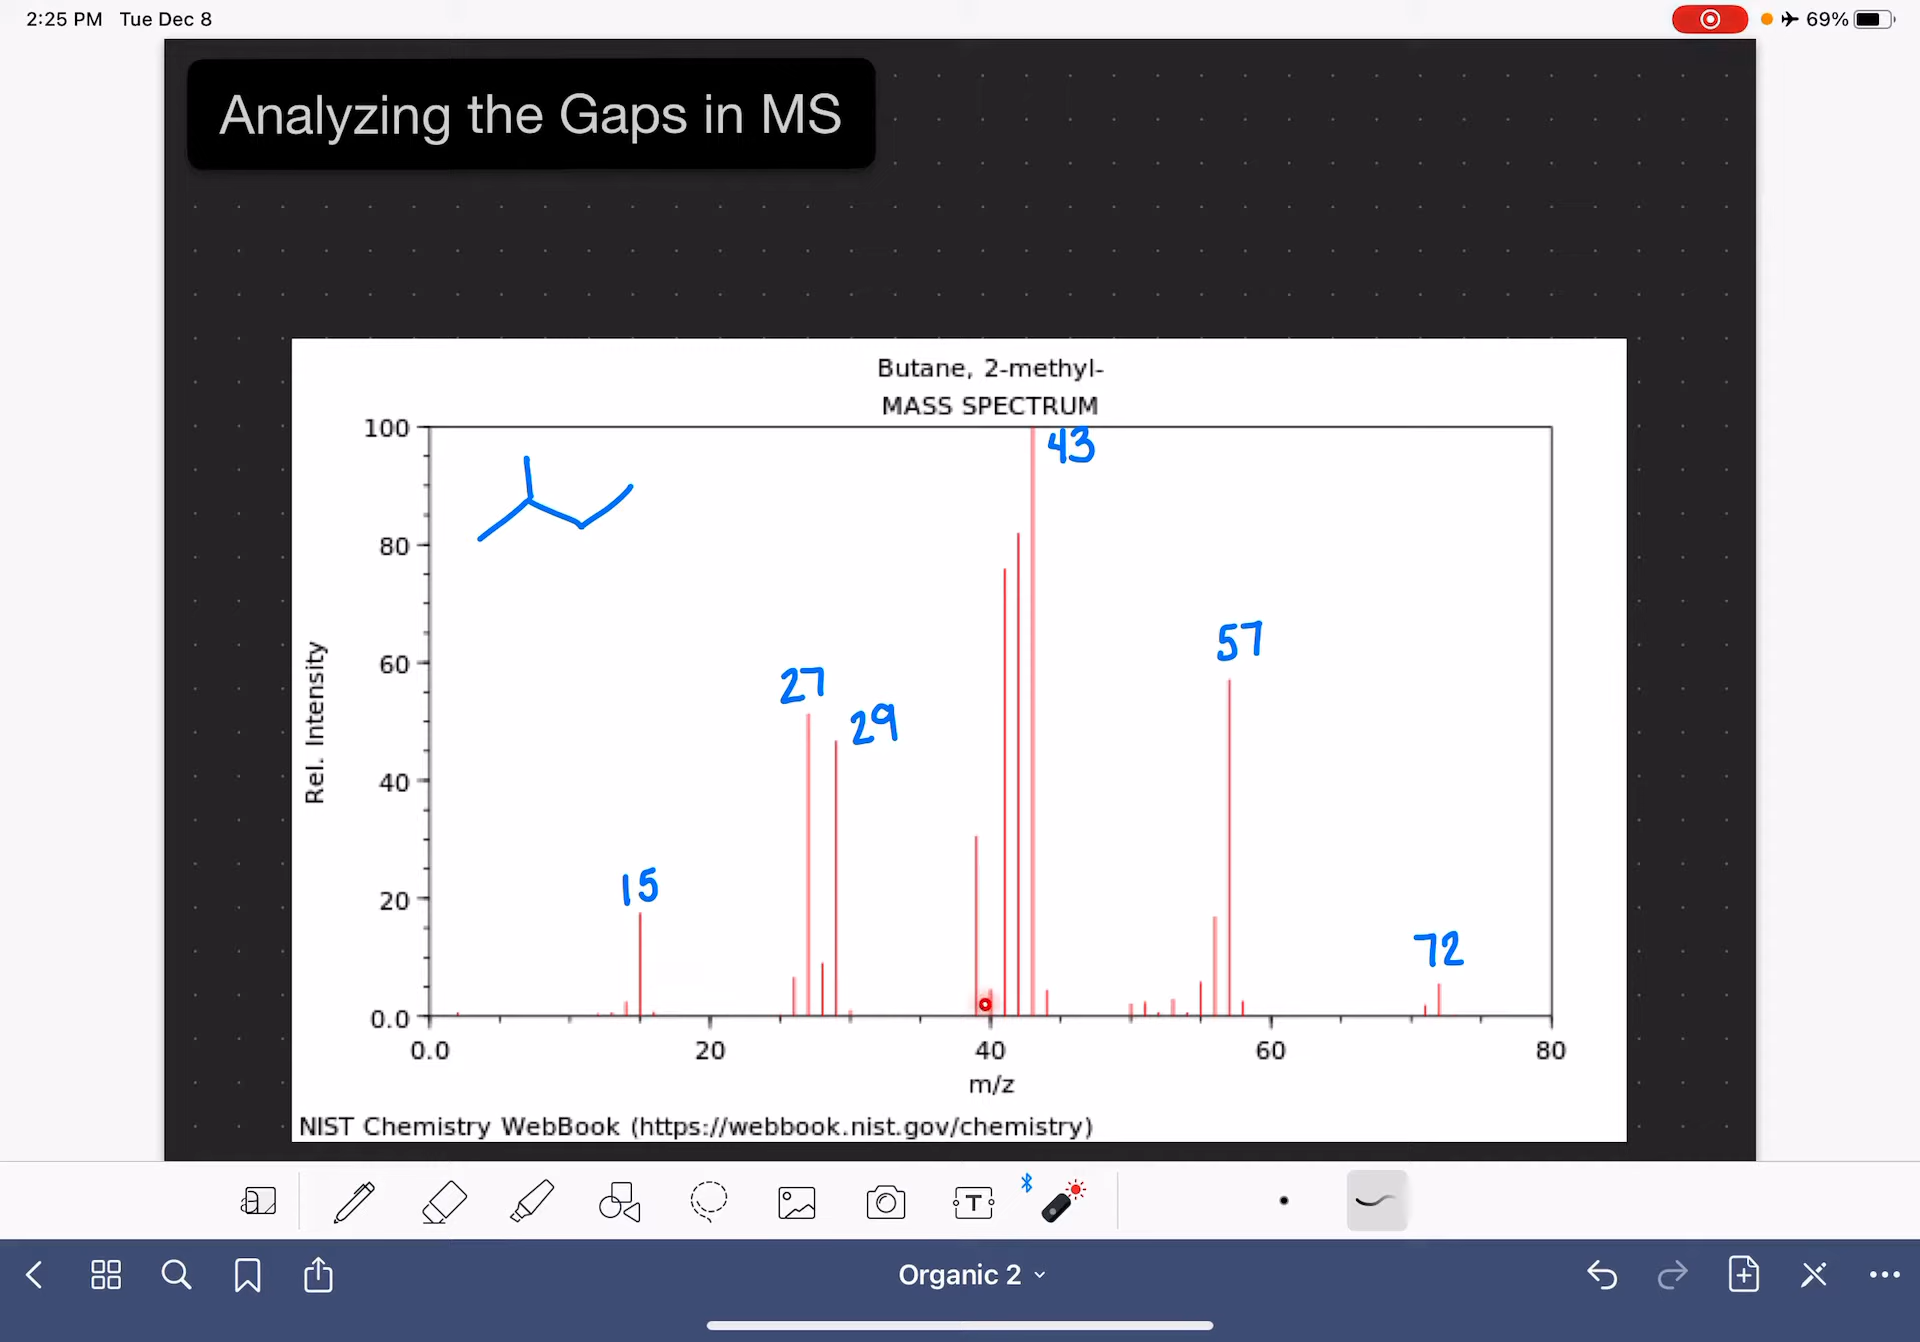 2:25 PM Tue Dec 8
69%
Analyzing the Gaps in MS
Butane, 2-methyl-
MASS SPECTRUM
100
43
80
60
57
27
29
Rel. Intensity
40
20
15
72
0.0
0.0 20 40 60 80
m/z
NIST Chemistry WebBook (https://webbook.nist.gov/chemistry)
a
T
Organic 2